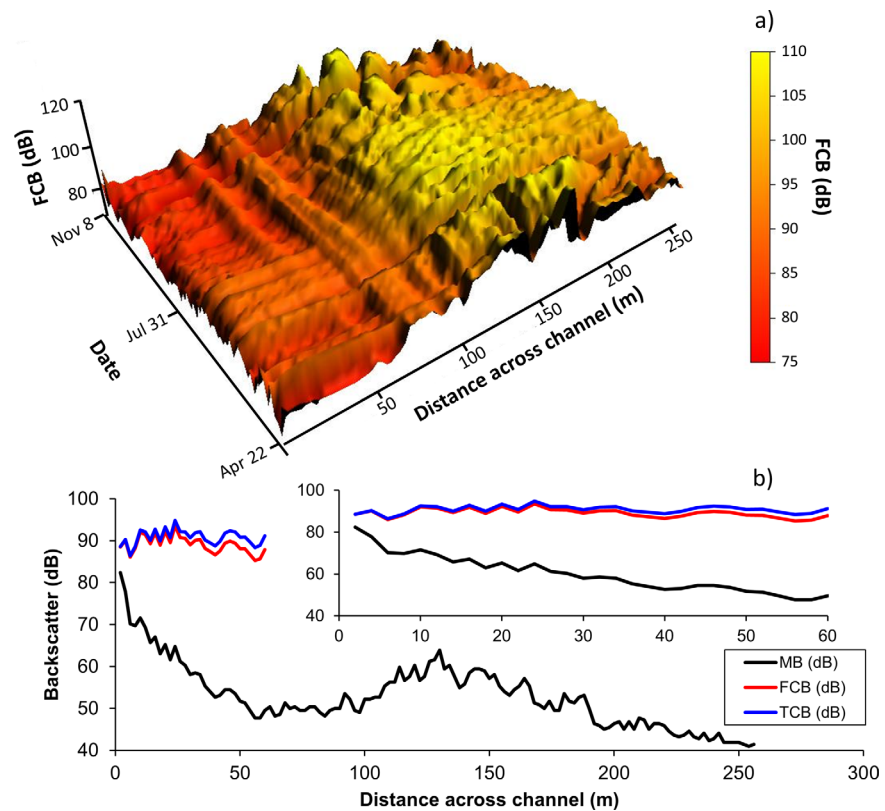 a)
120
100
80
FCB (dB)
Nov 8
Jul 31
Apr 22
Date
50
100
150
200
250
Distance across channel (m)
110
105
100
95
90
85
80
75
FCB (dB)
b)
100
90
80
70
60
50
40
Backscatter (dB)
0
50
100
150
200
250
300
Distance across channel (m)
100
80
60
40
0
10
20
30
40
50
60
MB (dB)
FCB (dB)
TCB (dB)